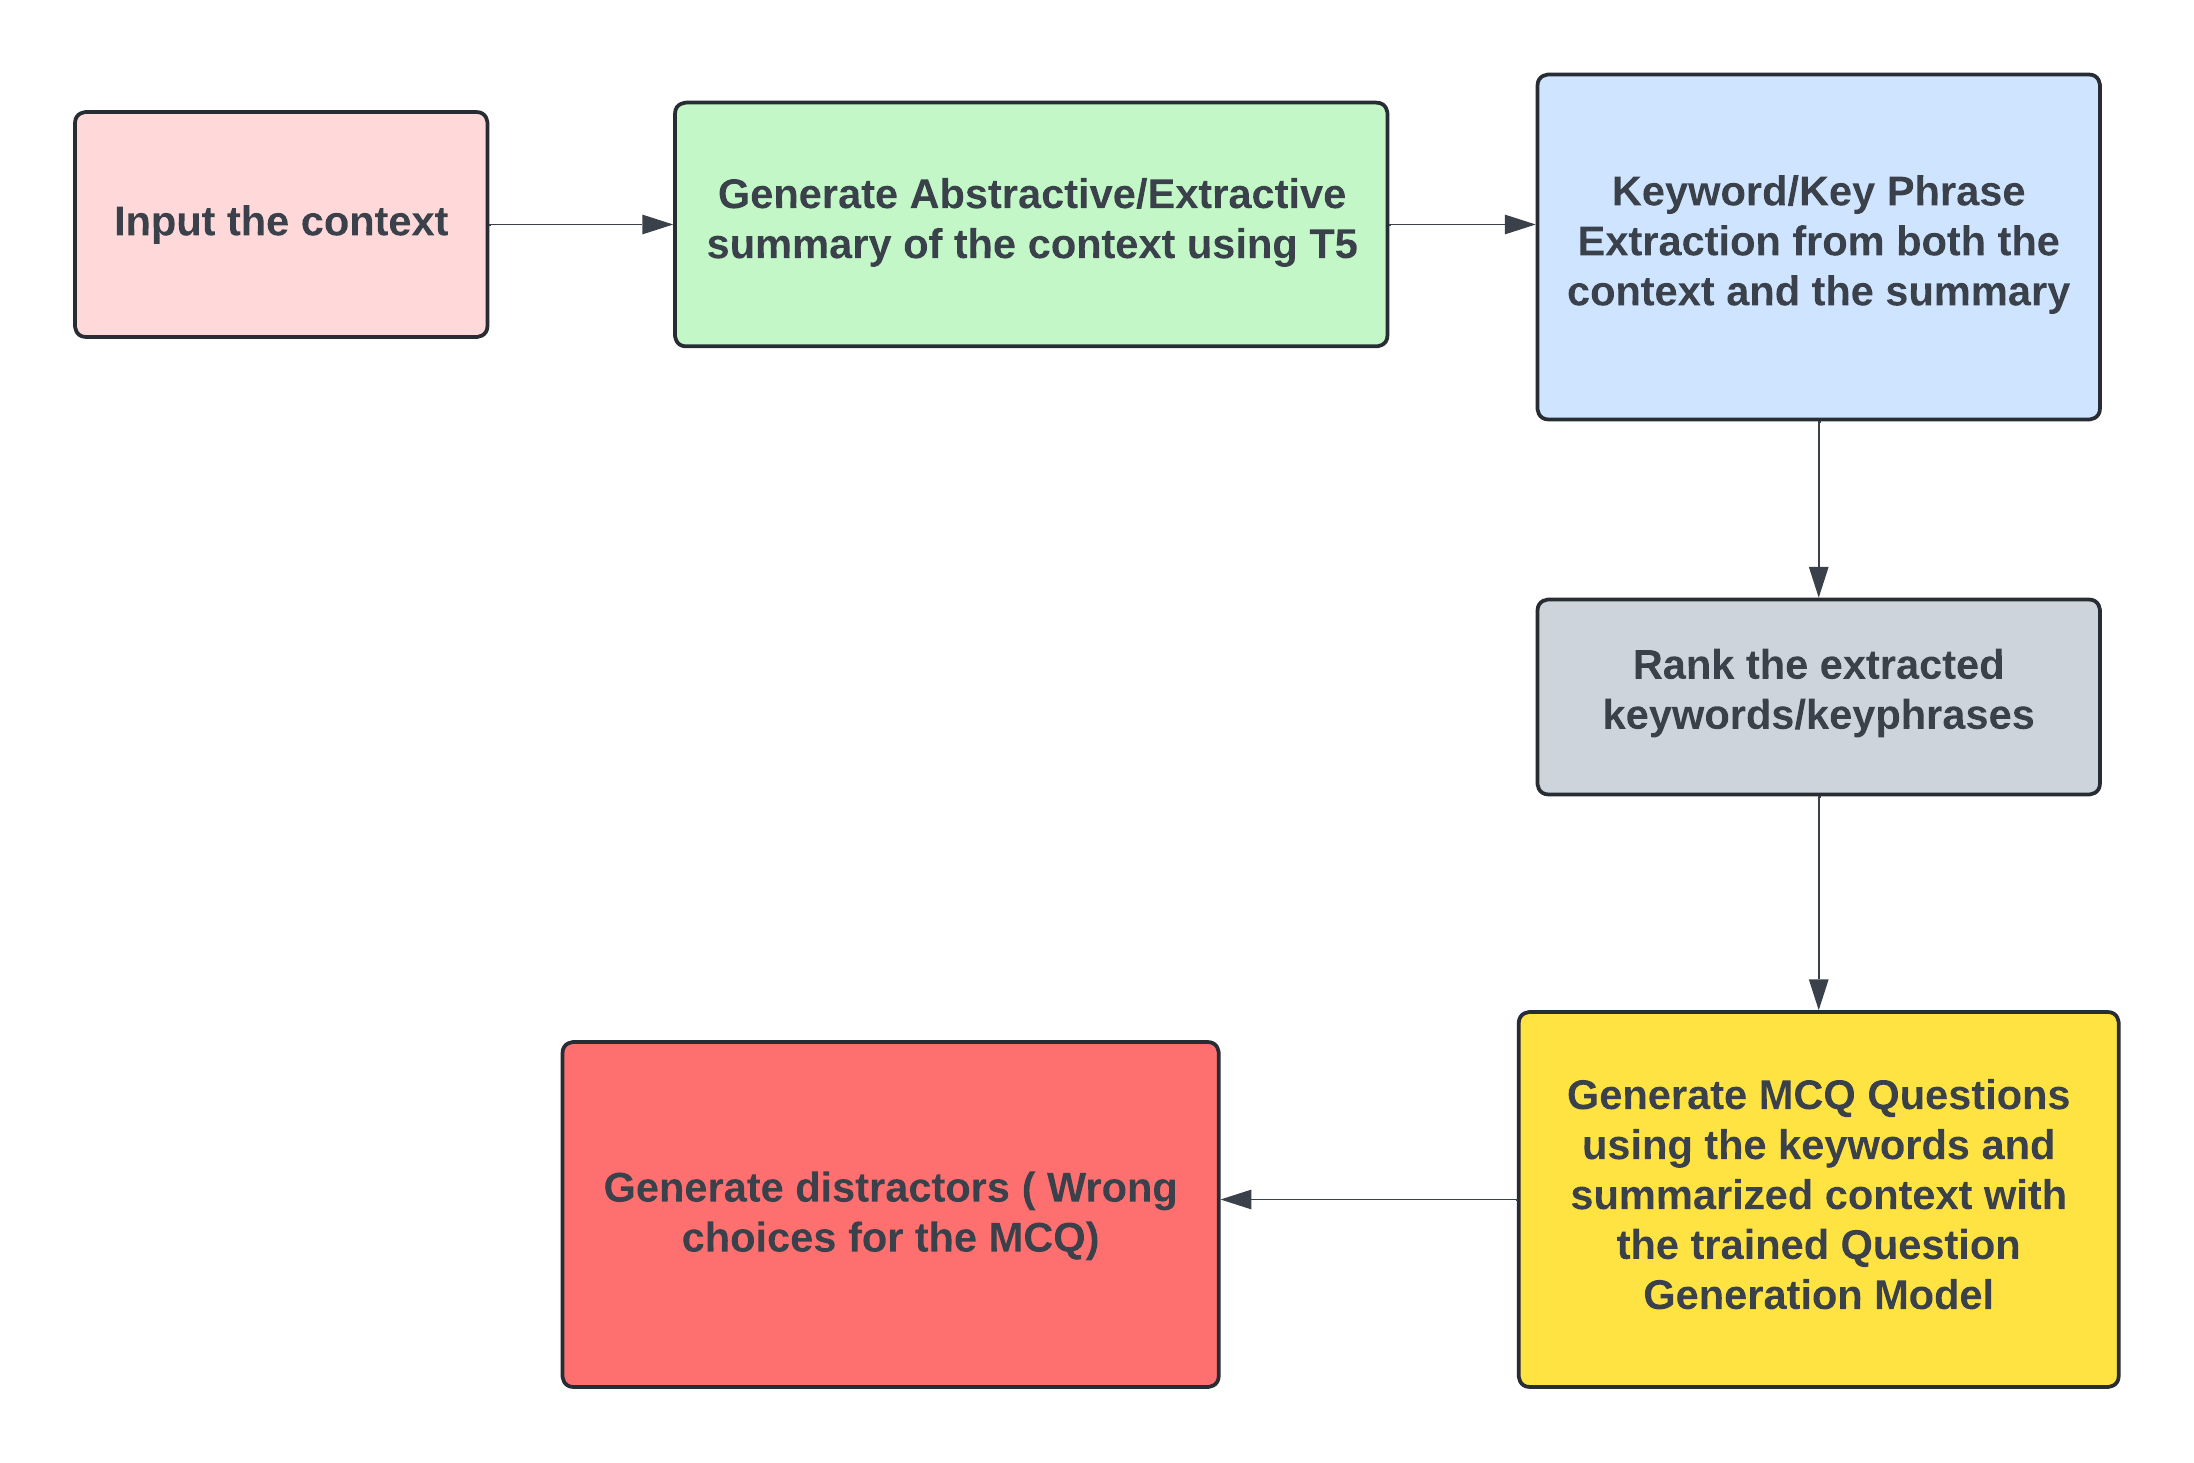 Input the context
Generate Abstractive/Extractive
summary of the context using T5
Keyword/Key Phrase
Extraction from both the
context and the summary
Rank the extracted
keywords/keyphrases
Generate MCQ Questions
using the keywords and
summarized context with
the trained Question
Generation Model
Generate distractors ( Wrong
choices for the MCQ)